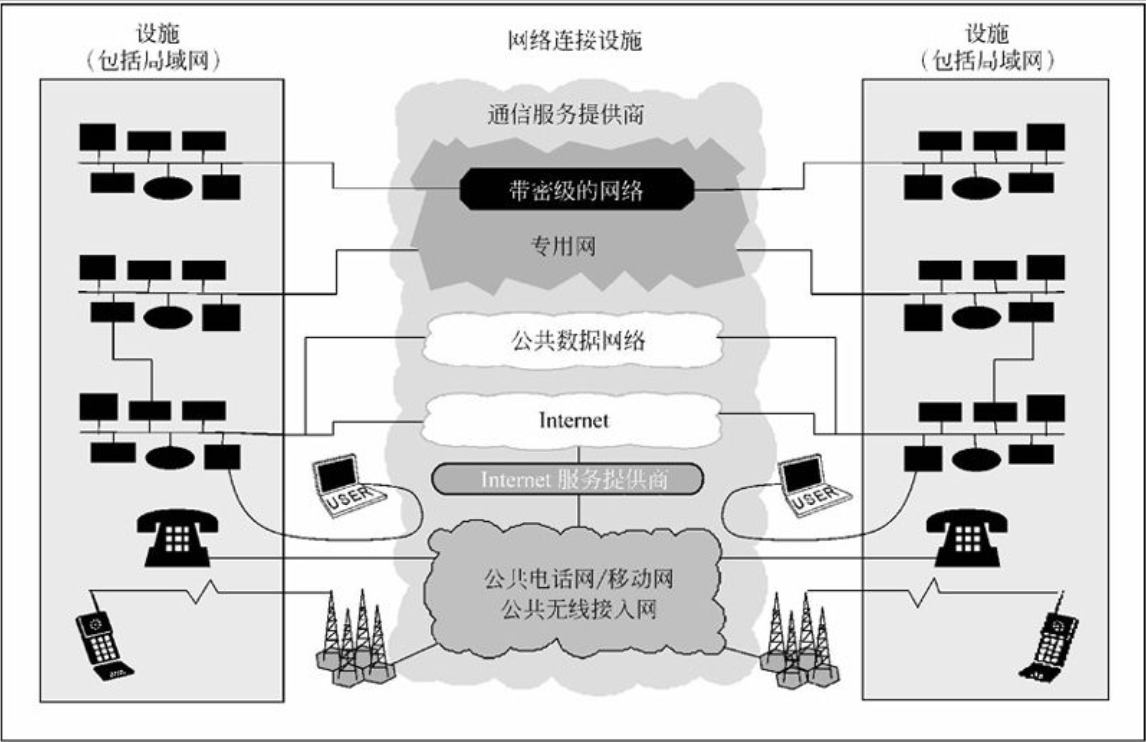 设施
（包括局域网）
网络连接设施
设施
（包括局域网）
通信服务提供商
带密级的网络
专用网
公共数据网络
Internet
Internet 服务提供商
USER
USER
公共电话网/移动网
公共无线接入网